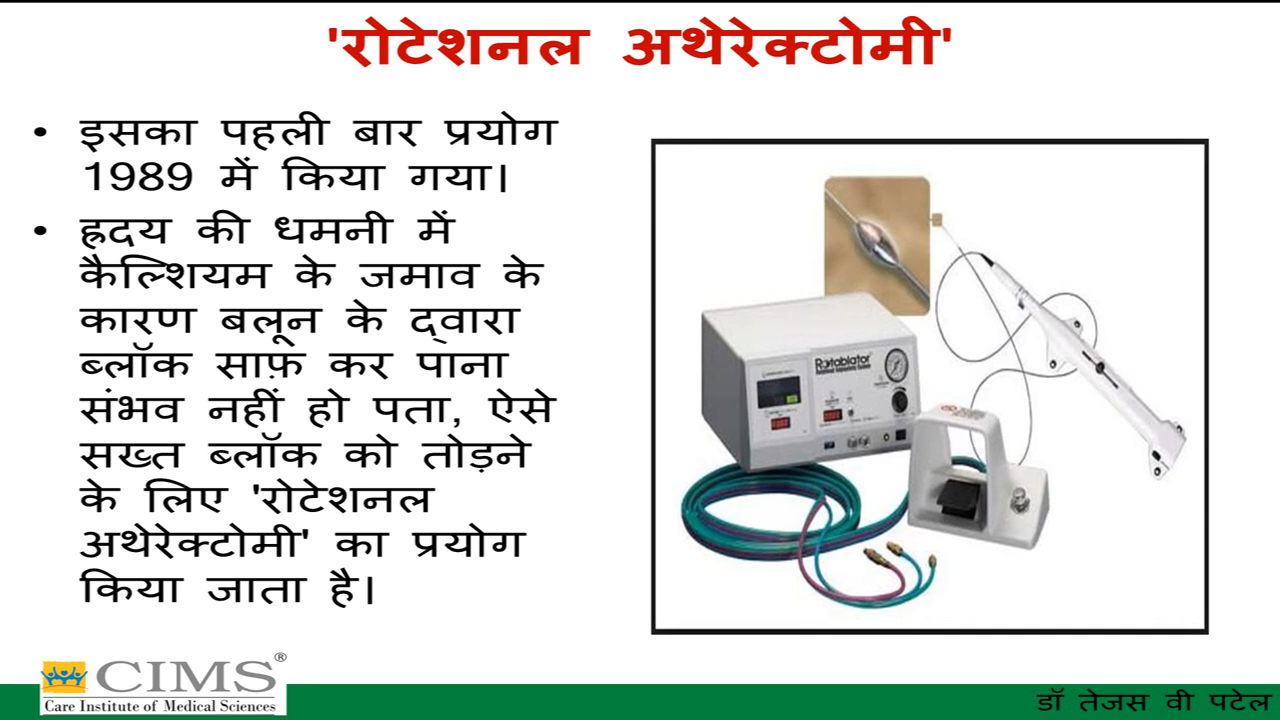 'रोटेशनल अथेरेक्टोमी'
• इसका पहली बार प्रयोग
1989 में किया गया।
• ह्रदय की धमनी में
कैल्शियम के जमाव के
कारण बलून के द्वारा
ब्लॉक साफ़ कर पाना
संभव नहीं हो पता, ऐसे
सख्त ब्लॉक को तोड़ने
के लिए 'रोटेशनल
अथेरेक्टोमी' का प्रयोग
किया जाता है।
Rotablator
CIMS®
Care Institute of Medical Sciences
डॉ तेजस वी पटेल